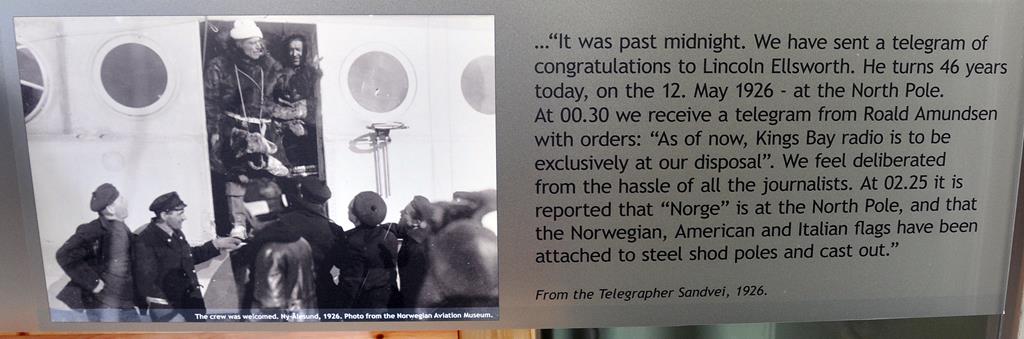 The crew was welcomed. Ny-Ålesund, 1926. Photo from the Norwegian Aviation Museum.
..."It was past midnight. We have sent a telegram of
congratulations to Lincoln Ellsworth. He turns 46 years
today, on the 12. May 1926 - at the North Pole.
At 00.30 we receive a telegram from Roald Amundsen
with orders: "As of now, Kings Bay radio is to be
exclusively at our disposal". We feel deliberated
from the hassle of all the journalists. At 02.25 it is
reported that "Norge" is at the North Pole, and that
the Norwegian, American and Italian flags have been
attached to steel shod poles and cast out."
From the Telegrapher Sandvei, 1926.